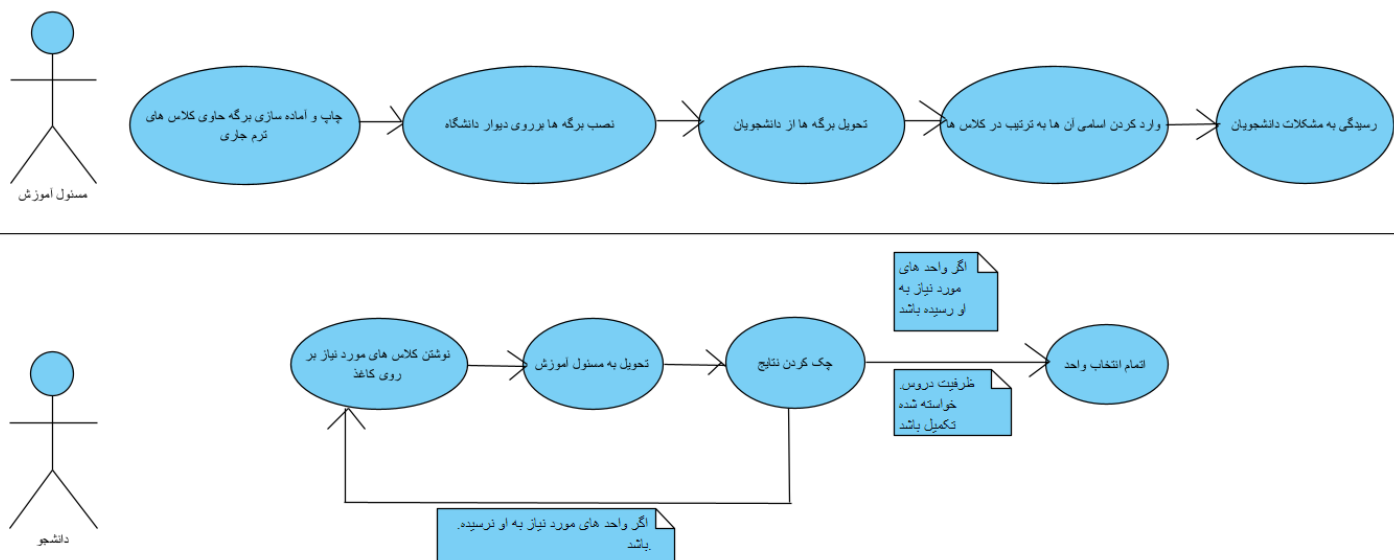 چاپ و آماده سازی برگه حاوی کلاس های
ترم جاری
نصب برگه ها برروی دیوار دانشگاه
تحویل برگه ها از دانشجویان
وارد کردن اسامی آن ها به ترتیب در کلاس ها
رسیدگی به مشکلات دانشجویان
مسئول آموزش
اگر واحد های
مورد نیاز به
او رسیده باشد
نوشتن کلاس های مورد نیاز بر
روی کاغذ
تحویل به مسئول آموزش
چک کردن نتایج
اتمام انتخاب واحد
ظرفیت دروس.
خواسته شده
تکمیل باشد
اگر واحد های مورد نیاز به او نرسیده.
باشد.
دانشجو